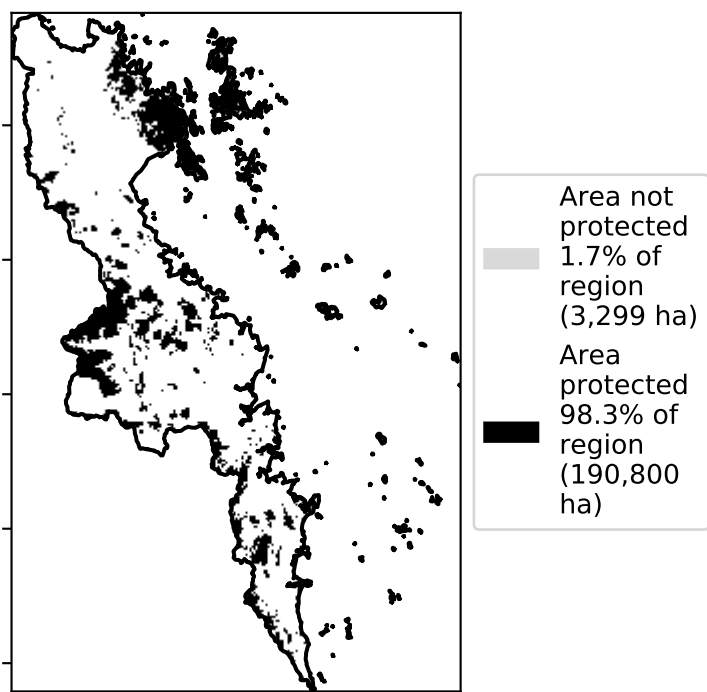 Area not
protected
1.7% of
region
(3,299 ha)
Area
protected
98.3% of
region
(190,800
ha)